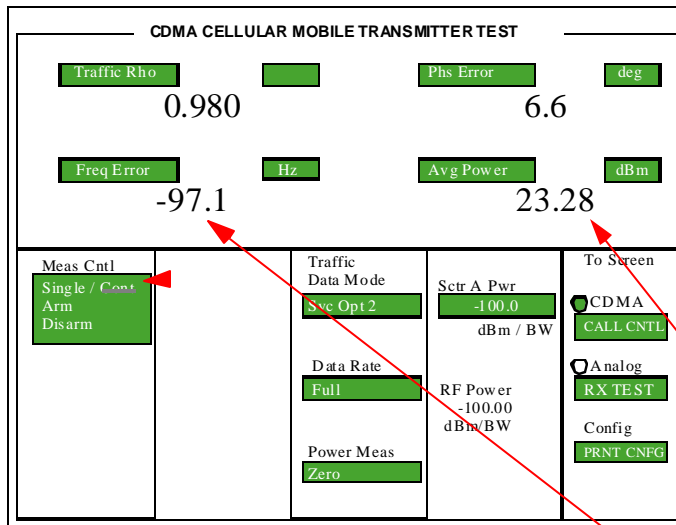 CDMA CELLULAR MOBILE TRANSMITTER TEST
Traffic Rho
0.980
Phs Error deg
6.6
Freq Error Hz
-97.1
Avg Power dBm
23.28
Meas Cntl
Single / Cont
Arm
Disarm
Traffic
Data Mode
Svc Opt 2
Data Rate
Full
Power Meas
Zero
Sctr A Pwr
-100.0
dBm / BW
RF Power
-100.00
dBm/BW
To Screen
CDMA
CALL CNTL
Analog
RX TEST
Config
PRNT CNFG